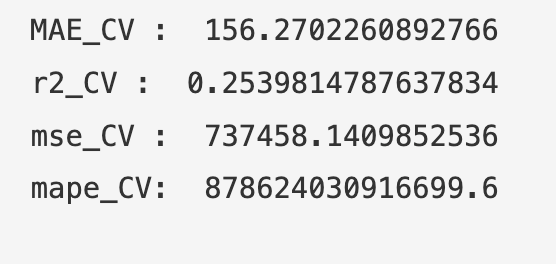 MAE_CV :  156.2702260892766
r2_CV :  0.2539814787637834
mse_CV :  737458.1409852536
mape_CV:  878624030916699.6